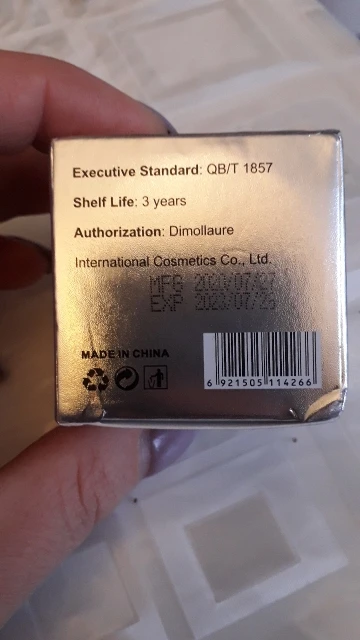 Executive Standard: QB/T 1857
Shelf Life: 3 years
Authorization: Dimollaure
International Cosmetics Co., Ltd.
MFG 2020/07/27
EXP 2023/07/26
MADE IN CHINA
6 921505 114266